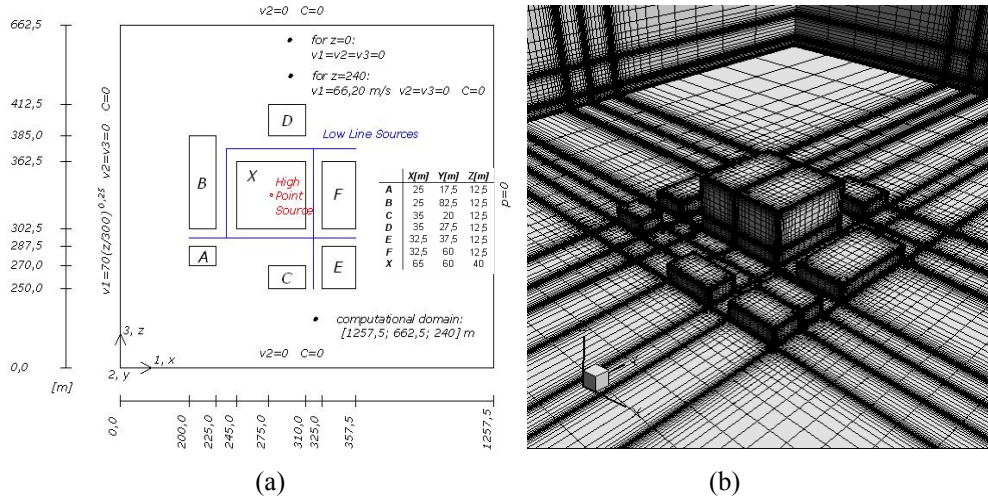 v2=0 C=0
662,5
for z=0:
v1=v2=v3=0
for z=240:
v1=66,20 m/s v2=v3=0 C=0
412,5
385,0
362,5
302,5
287,5
270,0
250,0
0,0
[m]
v1=70(z/300)^0,25 v2=v3=0 C=0
D
Low Line Sources
B
X
High
Point
Source
F
A
C
E
X[m] Y[m] Z[m]
A 25 17,5 12,5
B 25 82,5 12,5
C 35 20 12,5
D 35 27,5 12,5
E 32,5 37,5 12,5
F 32,5 60 12,5
X 65 60 40
p=0
computational domain:
[1257,5; 662,5; 240] m
3, z
1, x
2, y
v2=0 C=0
0,0
200,0
225,0
245,0
275,0
310,0
325,0
357,5
1257,5
(a)
(b)